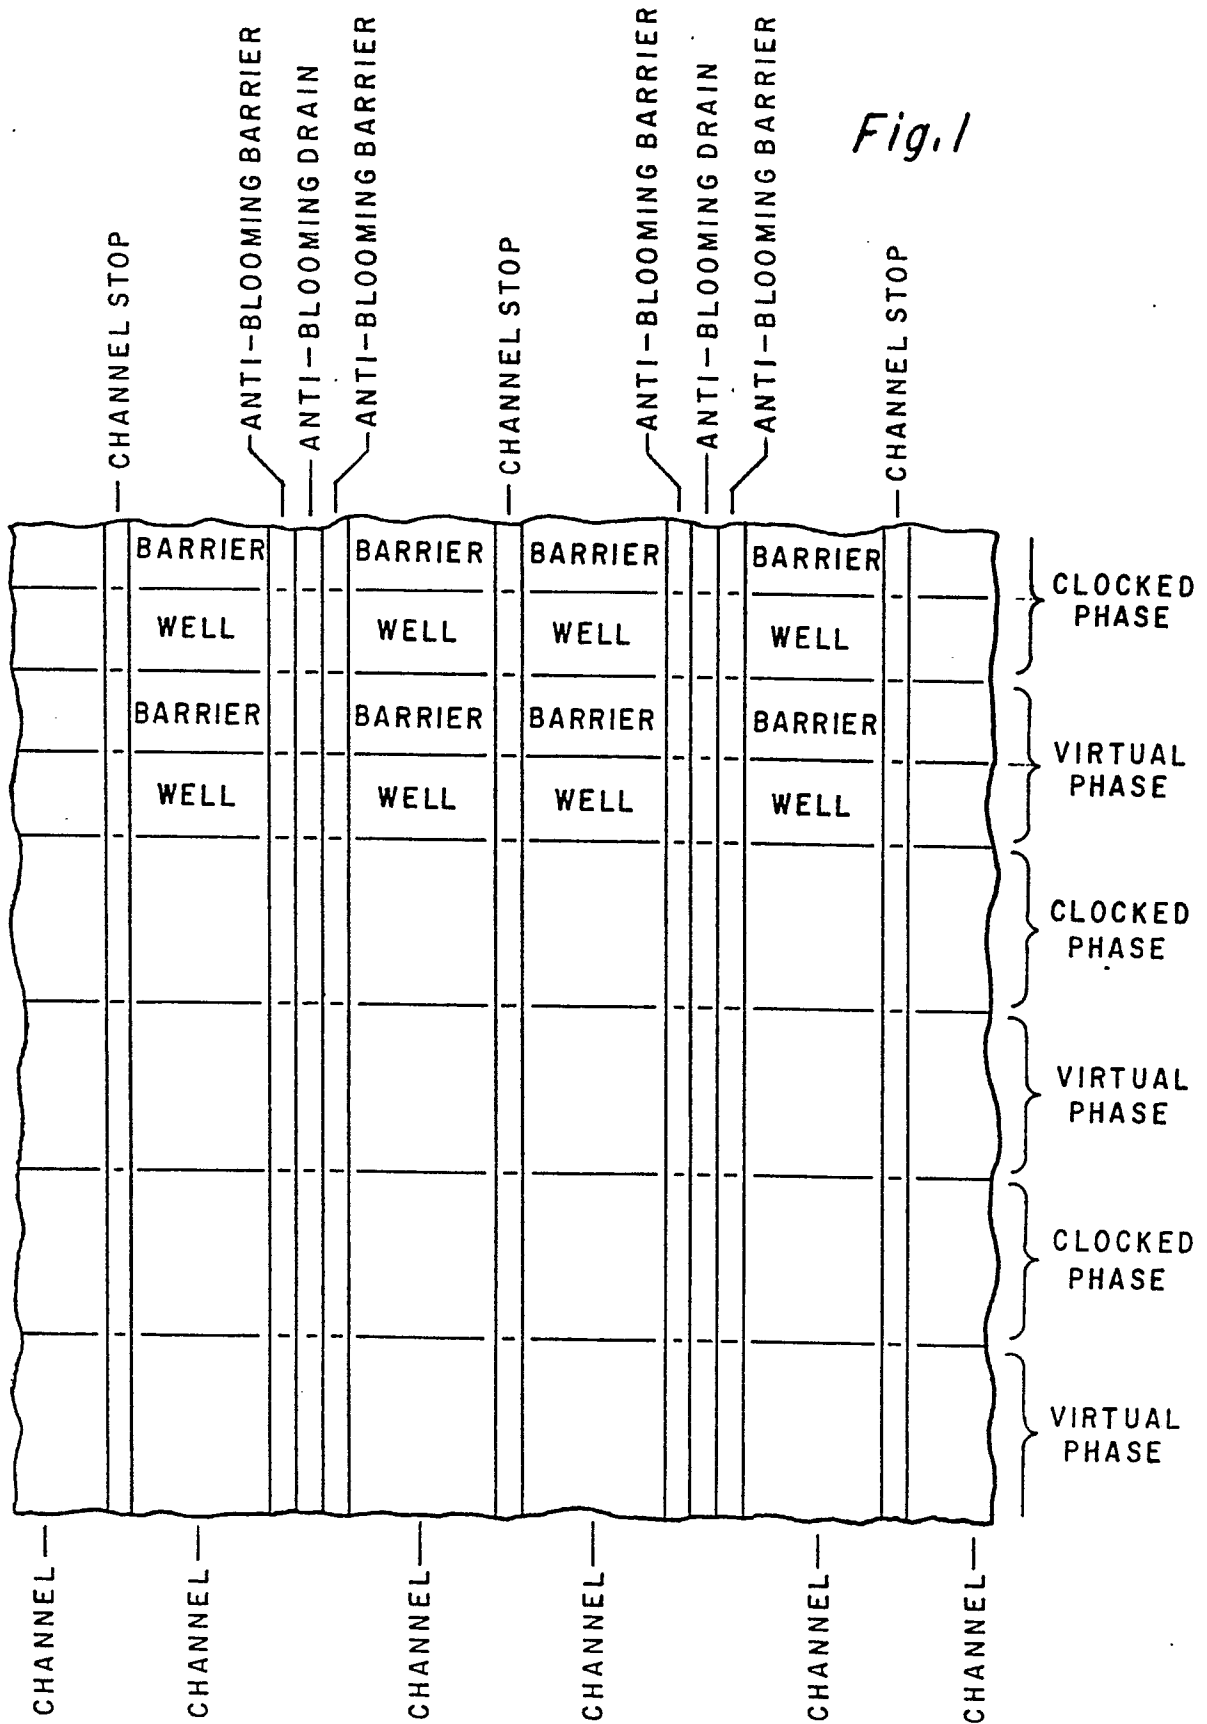 Fig.1
CHANNEL STOP
ANTI-BLOOMING BARRIER
ANTI-BLOOMING DRAIN
ANTI-BLOOMING BARRIER
CHANNEL STOP
ANTI-BLOOMING BARRIER
ANTI-BLOOMING DRAIN
ANTI-BLOOMING BARRIER
CHANNEL STOP
BARRIER BARRIER BARRIER BARRIER
WELL WELL WELL WELL
BARRIER BARRIER BARRIER BARRIER
WELL WELL WELL WELL
CLOCKED
PHASE
VIRTUAL
PHASE
CLOCKED
PHASE
VIRTUAL
PHASE
CLOCKED
PHASE
VIRTUAL
PHASE
CHANNEL
CHANNEL
CHANNEL
CHANNEL
CHANNEL
CHANNEL